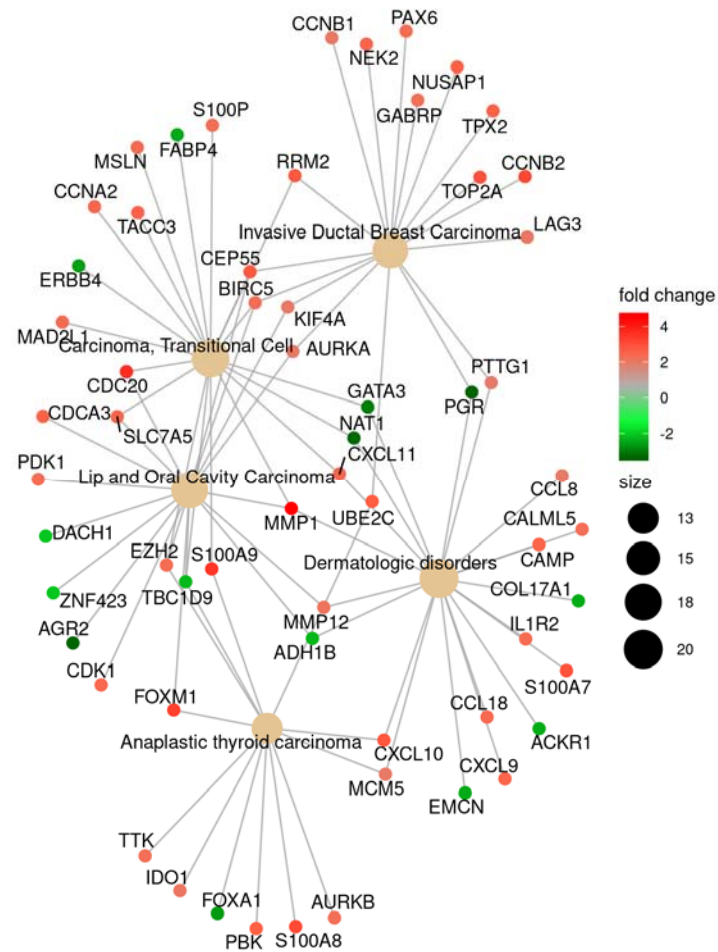 CCNB1
PAX6
NEK2
NUSAP1
GABRP
TPX2
S100P
FABP4
MSLN
RRM2
CCNB2
TOP2A
CCNA2
TACC3
LAG3
Invasive Ductal Breast Carcinoma
CEP55
ERBB4
BIRC5
KIF4A
MAD2L1
Carcinoma, Transitional Cell
AURKA
CDC20
PTTG1
GATA3
PGR
CDCA3
NAT1
SLC7A5
CXCL11
PDK1
Lip and Oral Cavity Carcinoma
CCL8
MMP1
UBE2C
CALML5
DACH1
EZH2
S100A9
CAMP
Dermatologic disorders
COL17A1
ZNF423
TBC1D9
MMP12
IL1R2
AGR2
ADH1B
CDK1
S100A7
FOXM1
CCL18
ACKR1
Anaplastic thyroid carcinoma
CXCL10
CXCL9
MCM5
EMCN
TTK
IDO1
FOXA1
AURKB
PBK
S100A8
fold change
4
2
0
-2
size
13
15
18
20